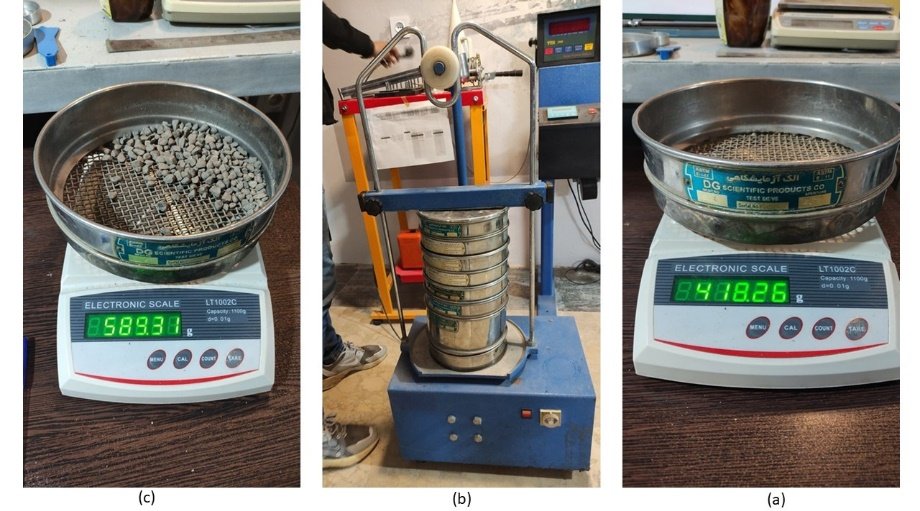 الک آزمایشگاهی
DG SCIENTIFIC PRODUCTS CO
ELECTRONIC SCALE
LT1002C
Capacity:1100g
d=0.01g
589.31 g
MENU
CAL
COUNT
TARE
(c)
(b)
الک آزمایشگاهی
DG SCIENTIFIC PRODUCTS CO
TEST SIEVE
ELECTRONIC SCALE
LT1002C
Capacity:1100g
d=0.01g
418.26 g
MENU
CAL
COUNT
TARE
(a)